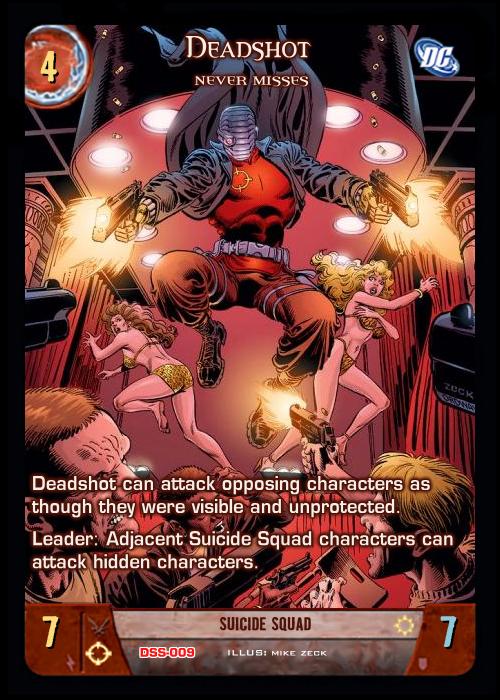 4
DEADSHOT
DC
NEVER MISSES
ZECK
Deadshot can attack opposing characters as
though they were visible and unprotected.
Leader: Adjacent Suicide Squad characters can
attack hidden characters.
7
SUICIDE SQUAD
7
DSS-009
ILLUS: MIKE ZECK